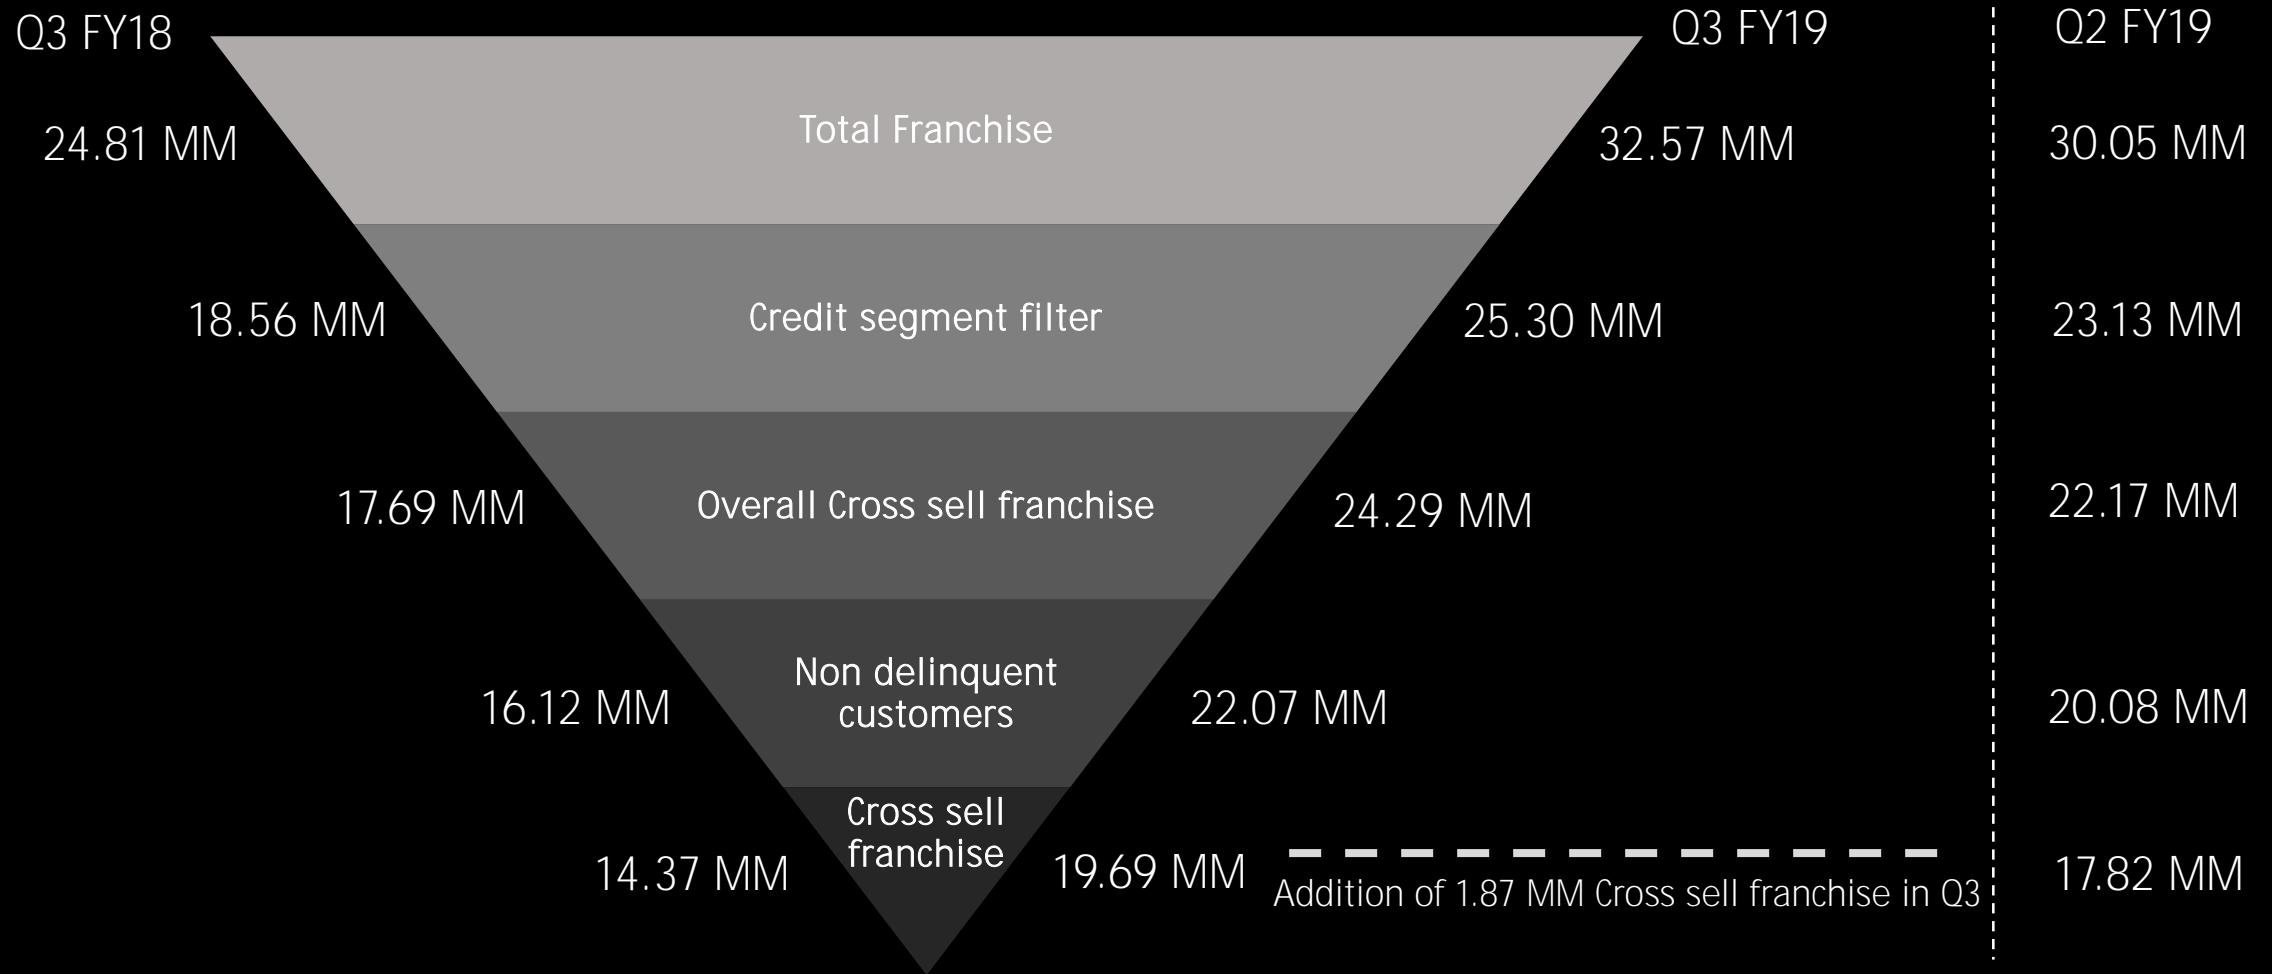 Q3 FY18
Q3 FY19
Q2 FY19
24.81 MM
Total Franchise
32.57 MM
30.05 MM
18.56 MM
Credit segment filter
25.30 MM
23.13 MM
17.69 MM
Overall Cross sell franchise
24.29 MM
22.17 MM
16.12 MM
Non delinquent
customers
22.07 MM
20.08 MM
14.37 MM
Cross sell
franchise
19.69 MM
Addition of 1.87 MM Cross sell franchise in Q3
17.82 MM